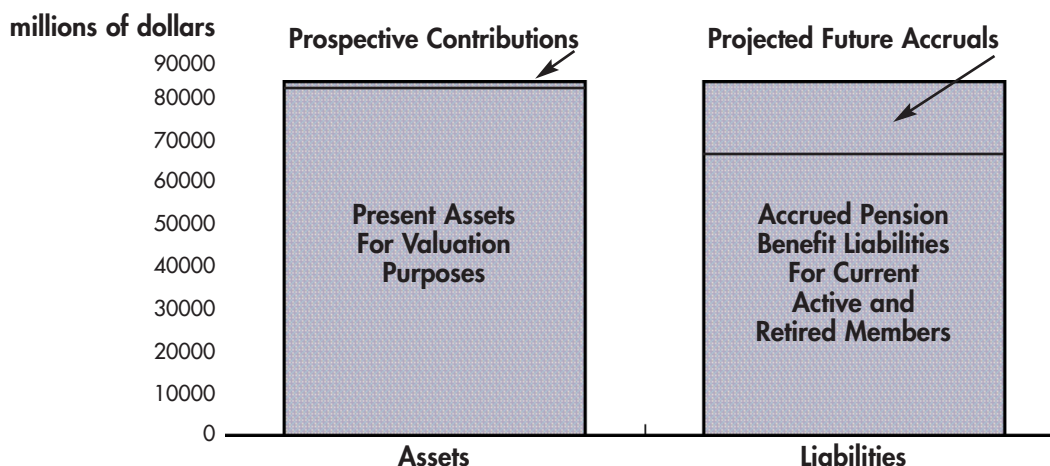 millions of dollars
Prospective Contributions
Projected Future Accruals
90000
80000
70000
60000
50000
40000
30000
20000
10000
0
Present Assets
For Valuation
Purposes
Accrued Pension
Benefit Liabilities
For Current
Active and
Retired Members
Assets
Liabilities